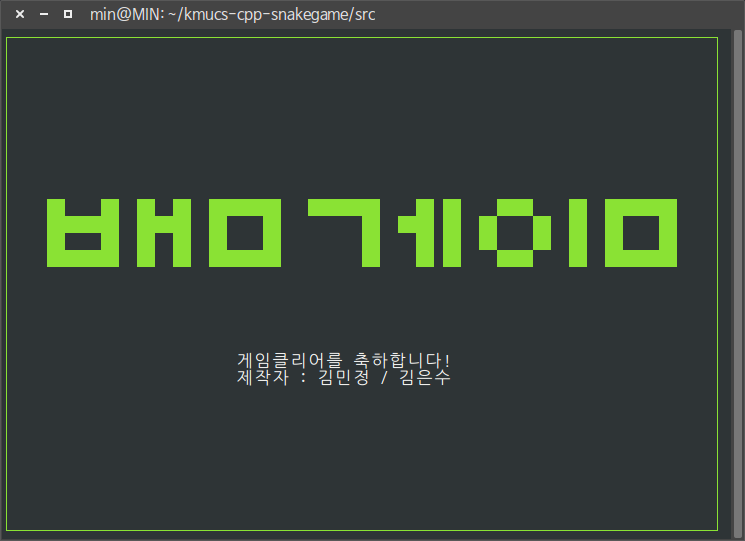 min@MIN: ~/kmucs-cpp-snakegame/src
뱀게임
게임클리어를 축하합니다!
제작자 : 김민정 / 김은수